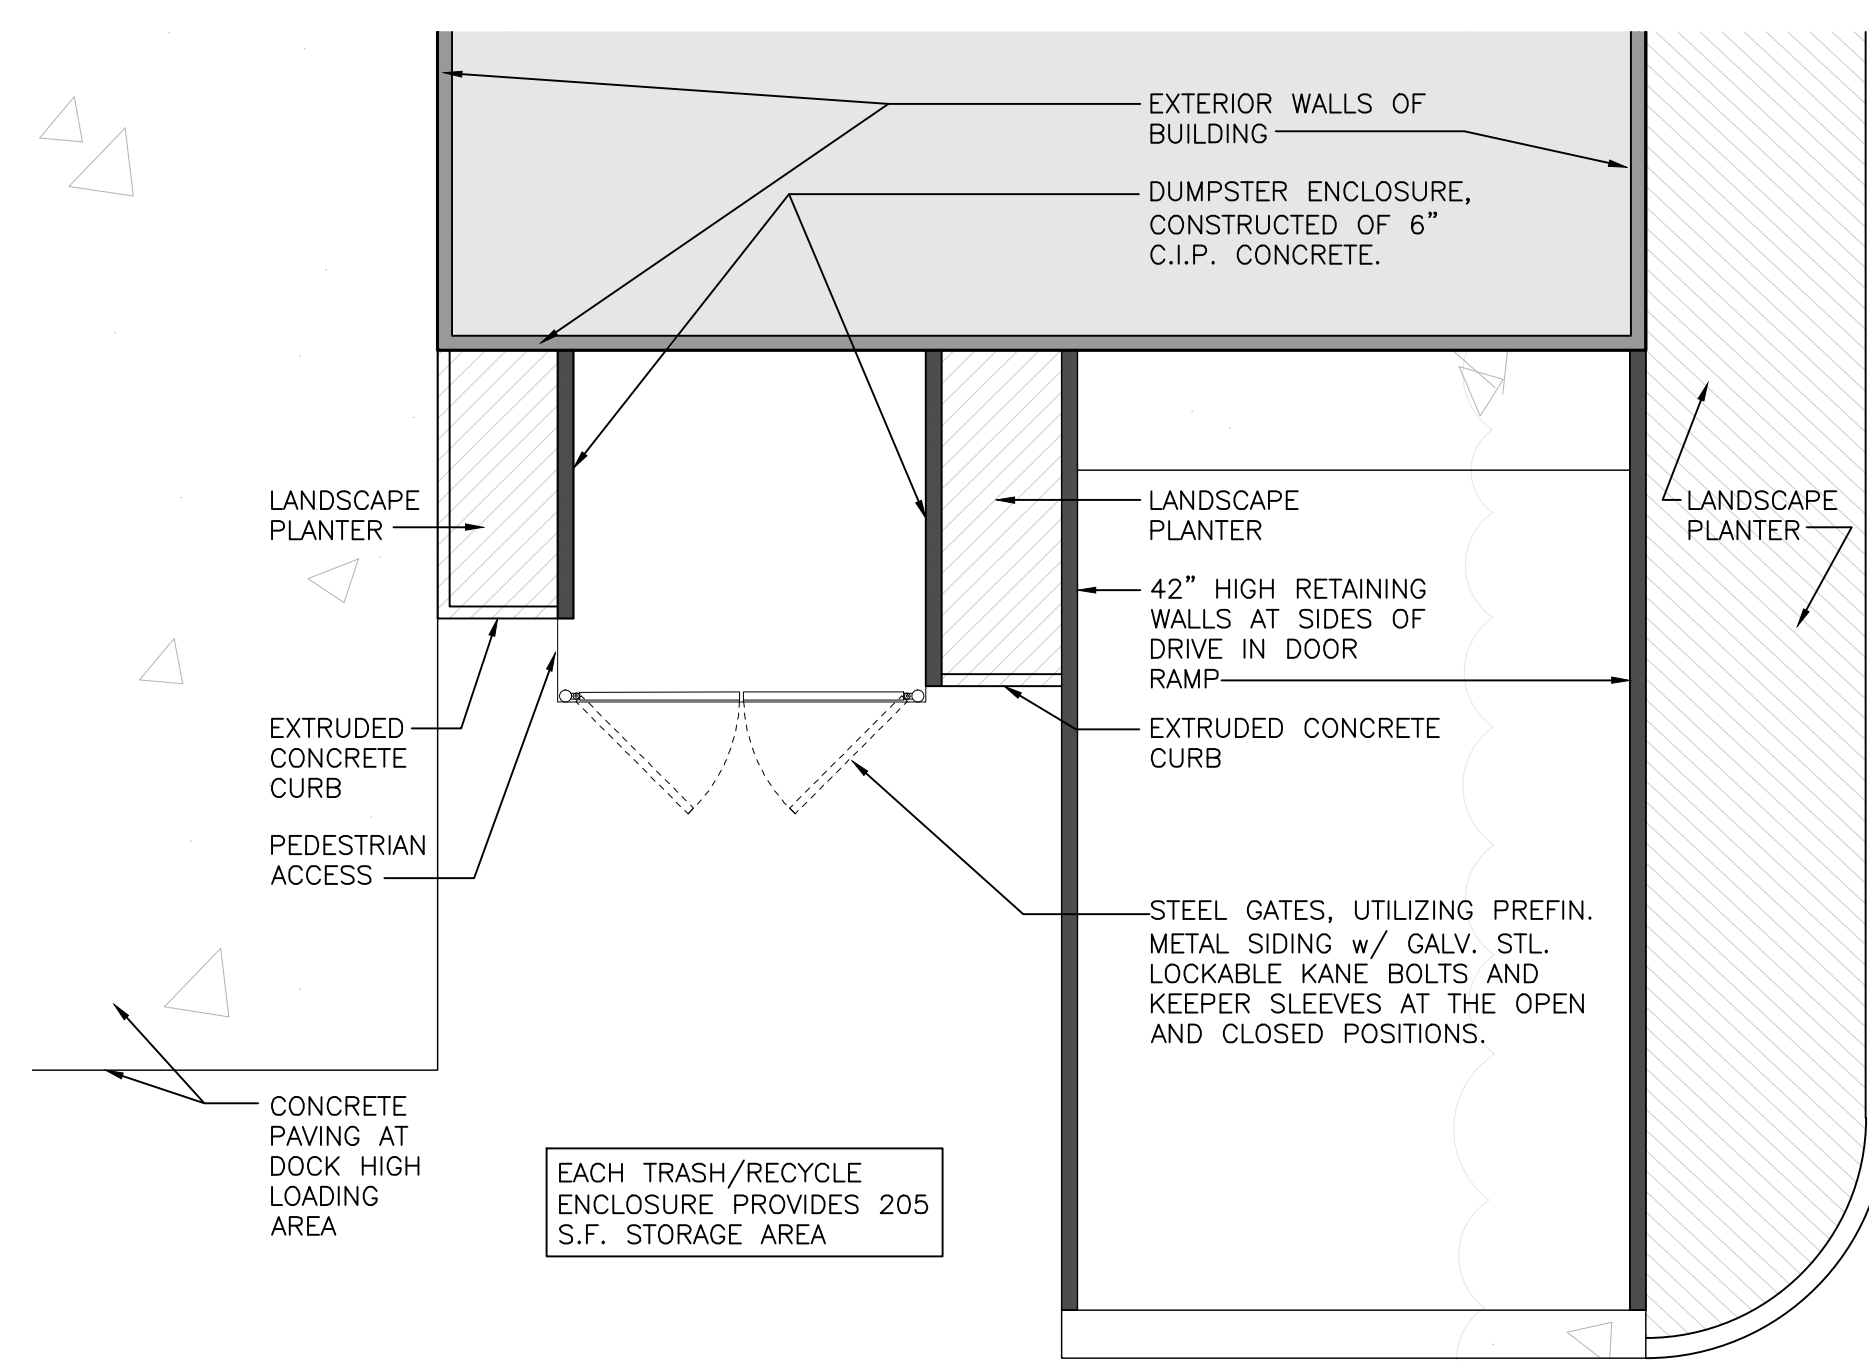 EXTERIOR WALLS OF
BUILDING
DUMPSTER ENCLOSURE,
CONSTRUCTED OF 6”
C.I.P. CONCRETE.
LANDSCAPE
PLANTER
LANDSCAPE
PLANTER
LANDSCAPE
PLANTER
42” HIGH RETAINING
WALLS AT SIDES OF
DRIVE IN DOOR
RAMP
EXTRUDED
CONCRETE
CURB
EXTRUDED CONCRETE
CURB
PEDESTRIAN
ACCESS
STEEL GATES, UTILIZING PREFIN.
METAL SIDING w/ GALV. STL.
LOCKABLE KANE BOLTS AND
KEEPER SLEEVES AT THE OPEN
AND CLOSED POSITIONS.
CONCRETE
PAVING AT
DOCK HIGH
LOADING
AREA
EACH TRASH/RECYCLE
ENCLOSURE PROVIDES 205
S.F. STORAGE AREA